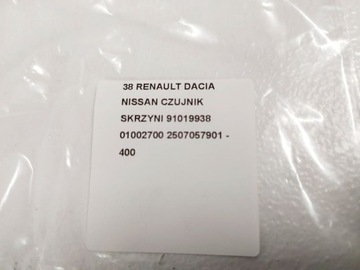 38 RENAULT DACIA
NISSAN CZUJNIK
SKRZYNI 91019938
01002700 2507057901 -
400